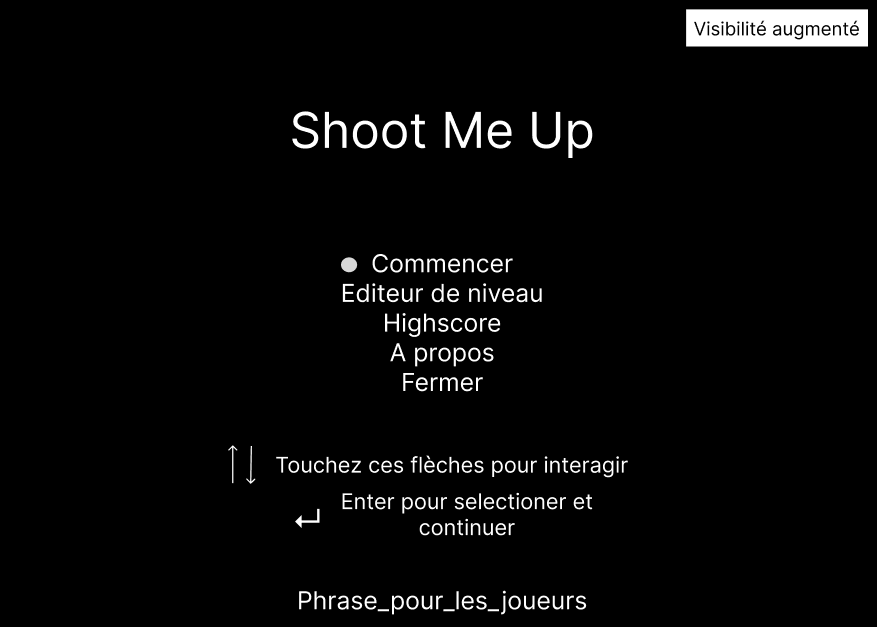 Visibilité augmenté
Shoot Me Up
Commencer
Editeur de niveau
Highscore
A propos
Fermer
Touchez ces flèches pour interagir
Enter pour selectioner et
continuer
Phrase_pour_les_joueurs